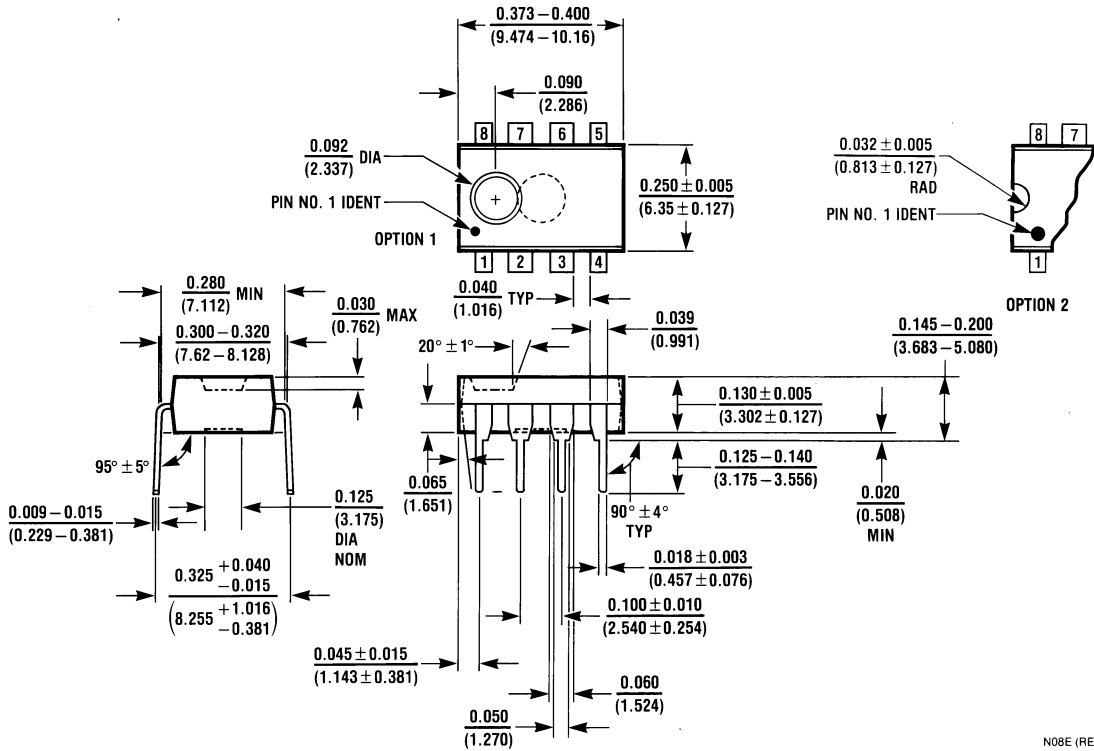 0.373 – 0.400
(9.474 – 10.16)
0.090
(2.286)
8 7 6 5
0.092 DIA
(2.337)
PIN NO. 1 IDENT
OPTION 1
1 2 3 4
0.250 ± 0.005
(6.35 ± 0.127)
8 7
0.032 ± 0.005
(0.813 ± 0.127)
RAD
PIN NO. 1 IDENT
1
OPTION 2
0.280 MIN
(7.112)
0.300 – 0.320
(7.62 – 8.128)
0.030 MAX
(0.762)
0.040 TYP
(1.016)
0.039
(0.991)
0.145 – 0.200
(3.683 – 5.080)
20° ± 1°
0.130 ± 0.005
(3.302 ± 0.127)
95° ± 5°
0.065
(1.651)
0.125 – 0.140
(3.175 – 3.556)
90° ± 4°
TYP
0.020
(0.508)
MIN
0.009 – 0.015
(0.229 – 0.381)
0.125
(3.175)
DIA
NOM
0.018 ± 0.003
(0.457 ± 0.076)
0.325 +0.040
–0.015
(8.255 +1.016
–0.381)
0.100 ± 0.010
(2.540 ± 0.254)
0.045 ± 0.015
(1.143 ± 0.381)
0.060
(1.524)
0.050
(1.270)
N08E (RE